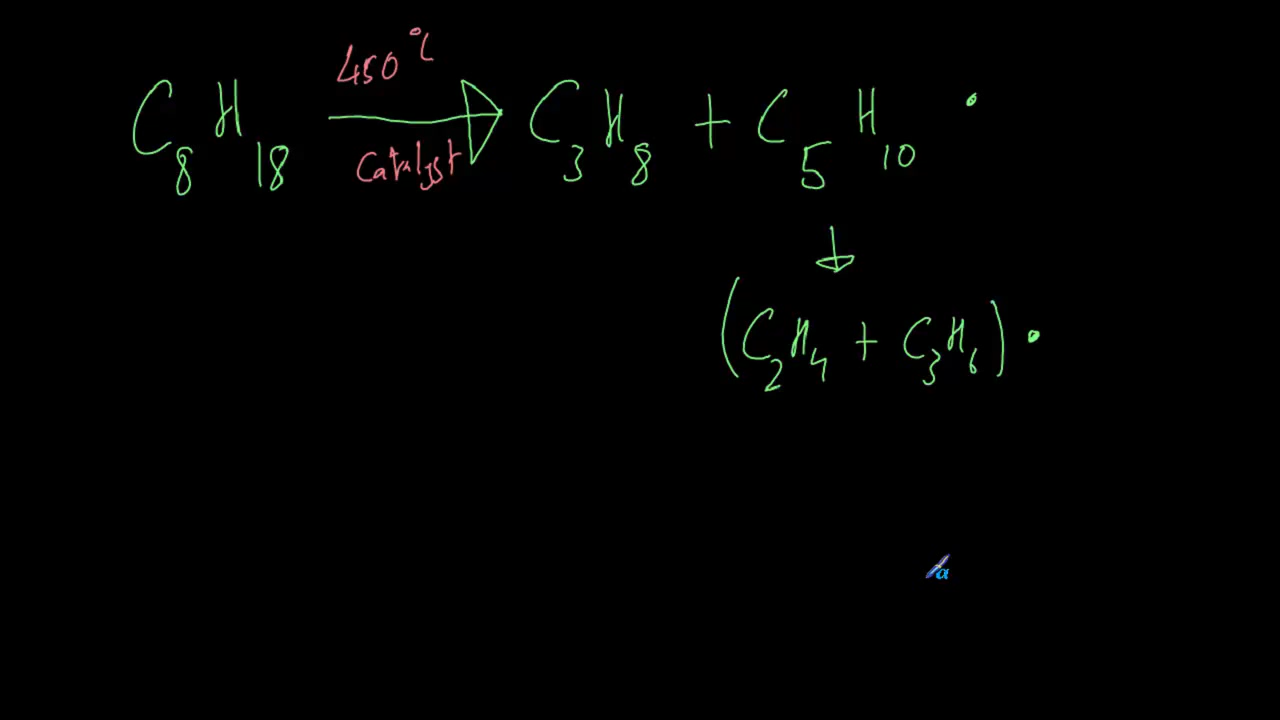 450°C
C8H18 → C3H8 + C5H10 .
Catalyst
↓
(C2H4 + C3H6) .